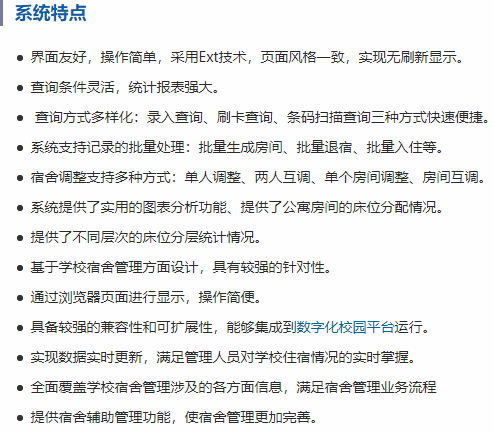 系统特点
界面友好，操作简单，采用Ext技术，页面风格一致，实现无刷新显示。
查询条件灵活，统计报表强大。
查询方式多样化：录入查询、刷卡查询、条码扫描查询三种方式快速便捷。
系统支持记录的批量处理：批量生成房间、批量退宿、批量入住等。
宿舍调整支持多种方式：单人调整、两人互调、单个房间调整、房间互调。
系统提供了实用的图表分析功能、提供了公寓房间的床位分配情况。
提供了不同层次的床位分层统计情况。
基于学校宿舍管理方面设计，具有较强的针对性。
通过浏览器页面进行显示，操作简便。
具备较强的兼容性和可扩展性，能够集成到数字化校园平台运行。
实现数据实时更新，满足管理人员对学校住宿情况的实时掌握。
全面覆盖学校宿舍管理涉及的各方面信息，满足宿舍管理业务流程
提供宿舍辅助管理功能，使宿舍管理更加完善。